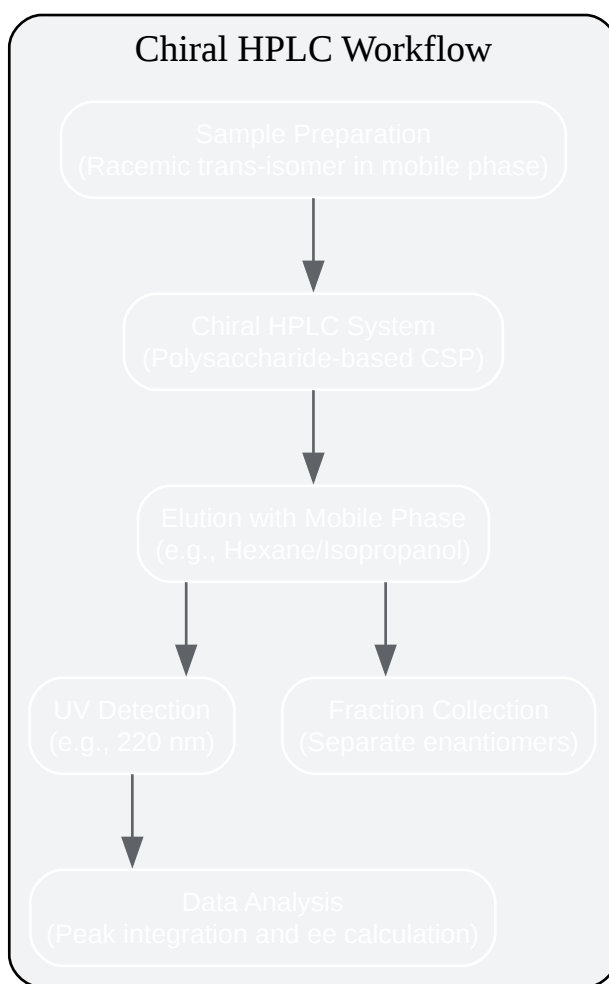 Chiral HPLC Workflow
Sample Preparation
(Racemic trans-isomer in mobile phase)
Chiral HPLC System
(Polysaccharide-based CSP)
Elution with Mobile Phase
(e.g., Hexane/Isopropanol)
UV Detection
(e.g., 220 nm)
Fraction Collection
(Separate enantiomers)
Data Analysis
(Peak integration and ee calculation)